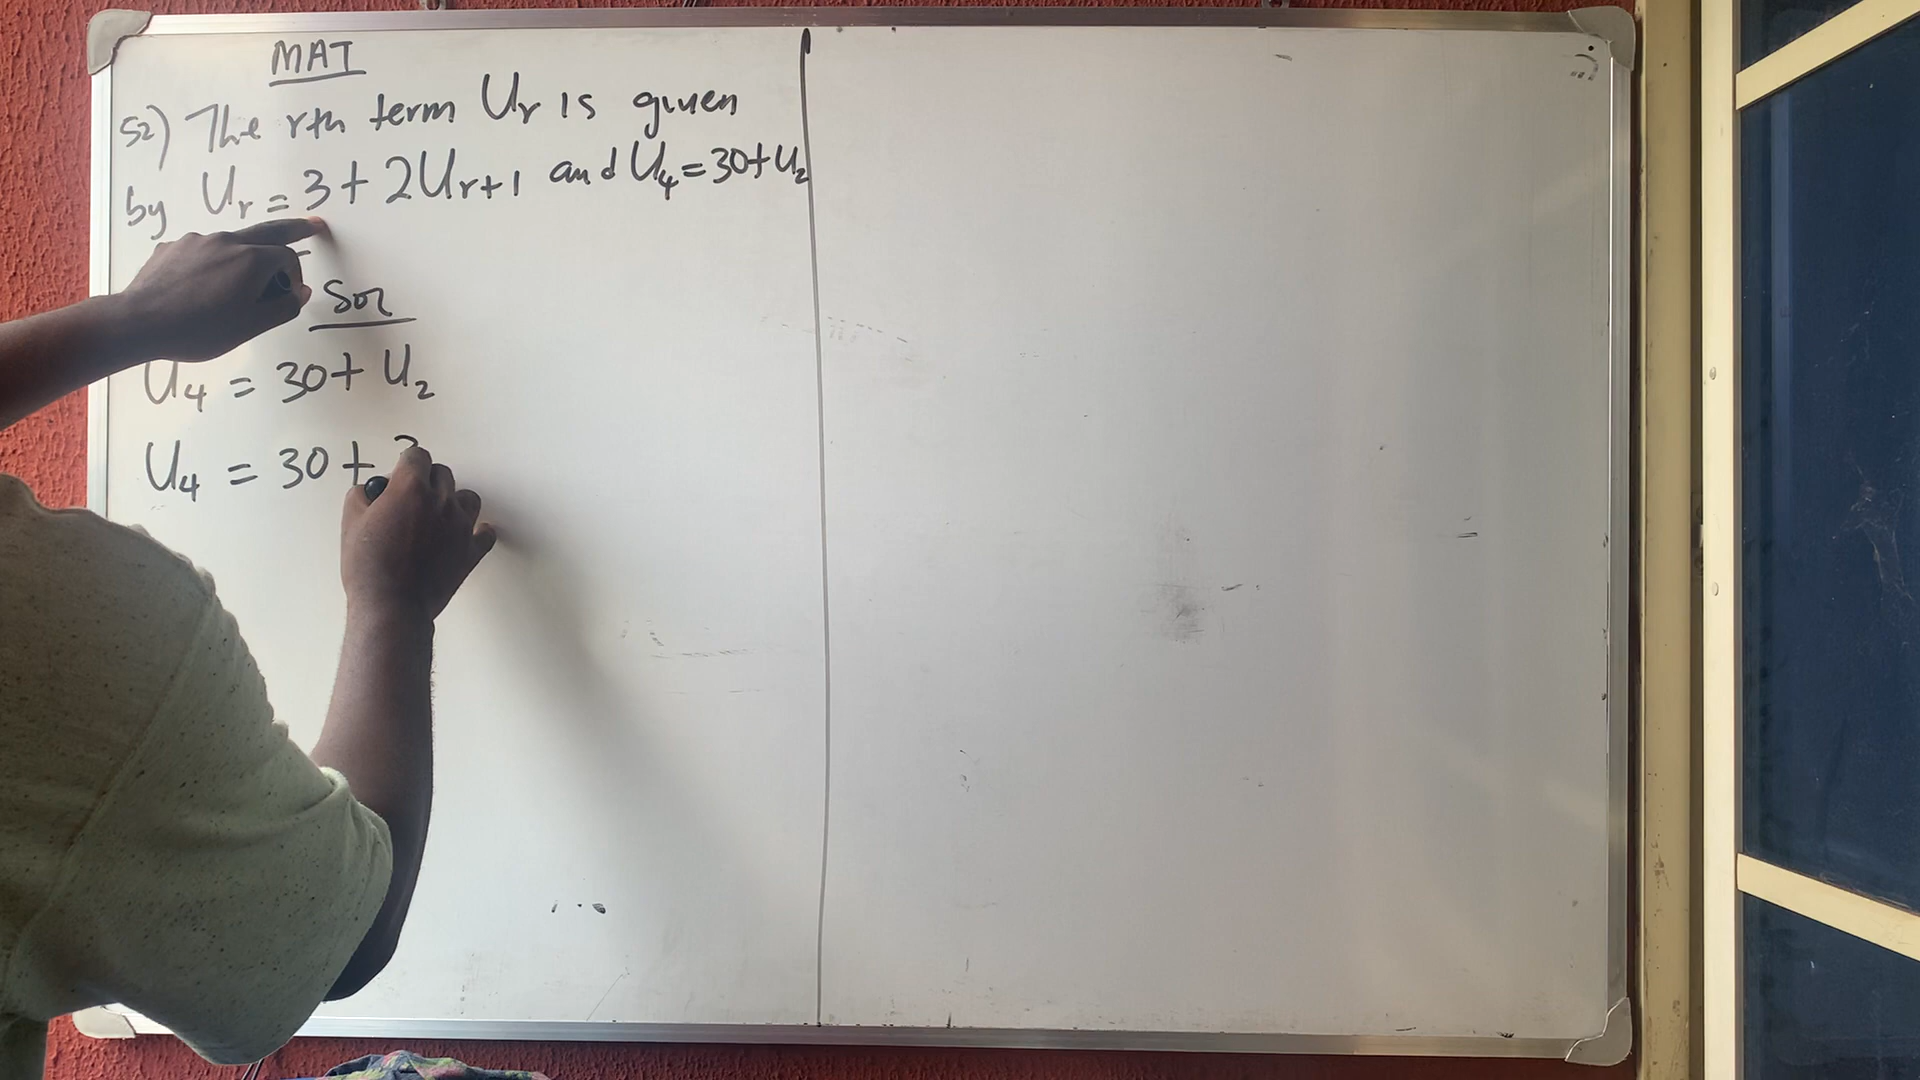 MAT
52) The rth term Ur is given
by Ur = 3 + 2Ur+1 and U4 = 30 + U2
Sol
U4 = 30 + U2
U4 = 30 +